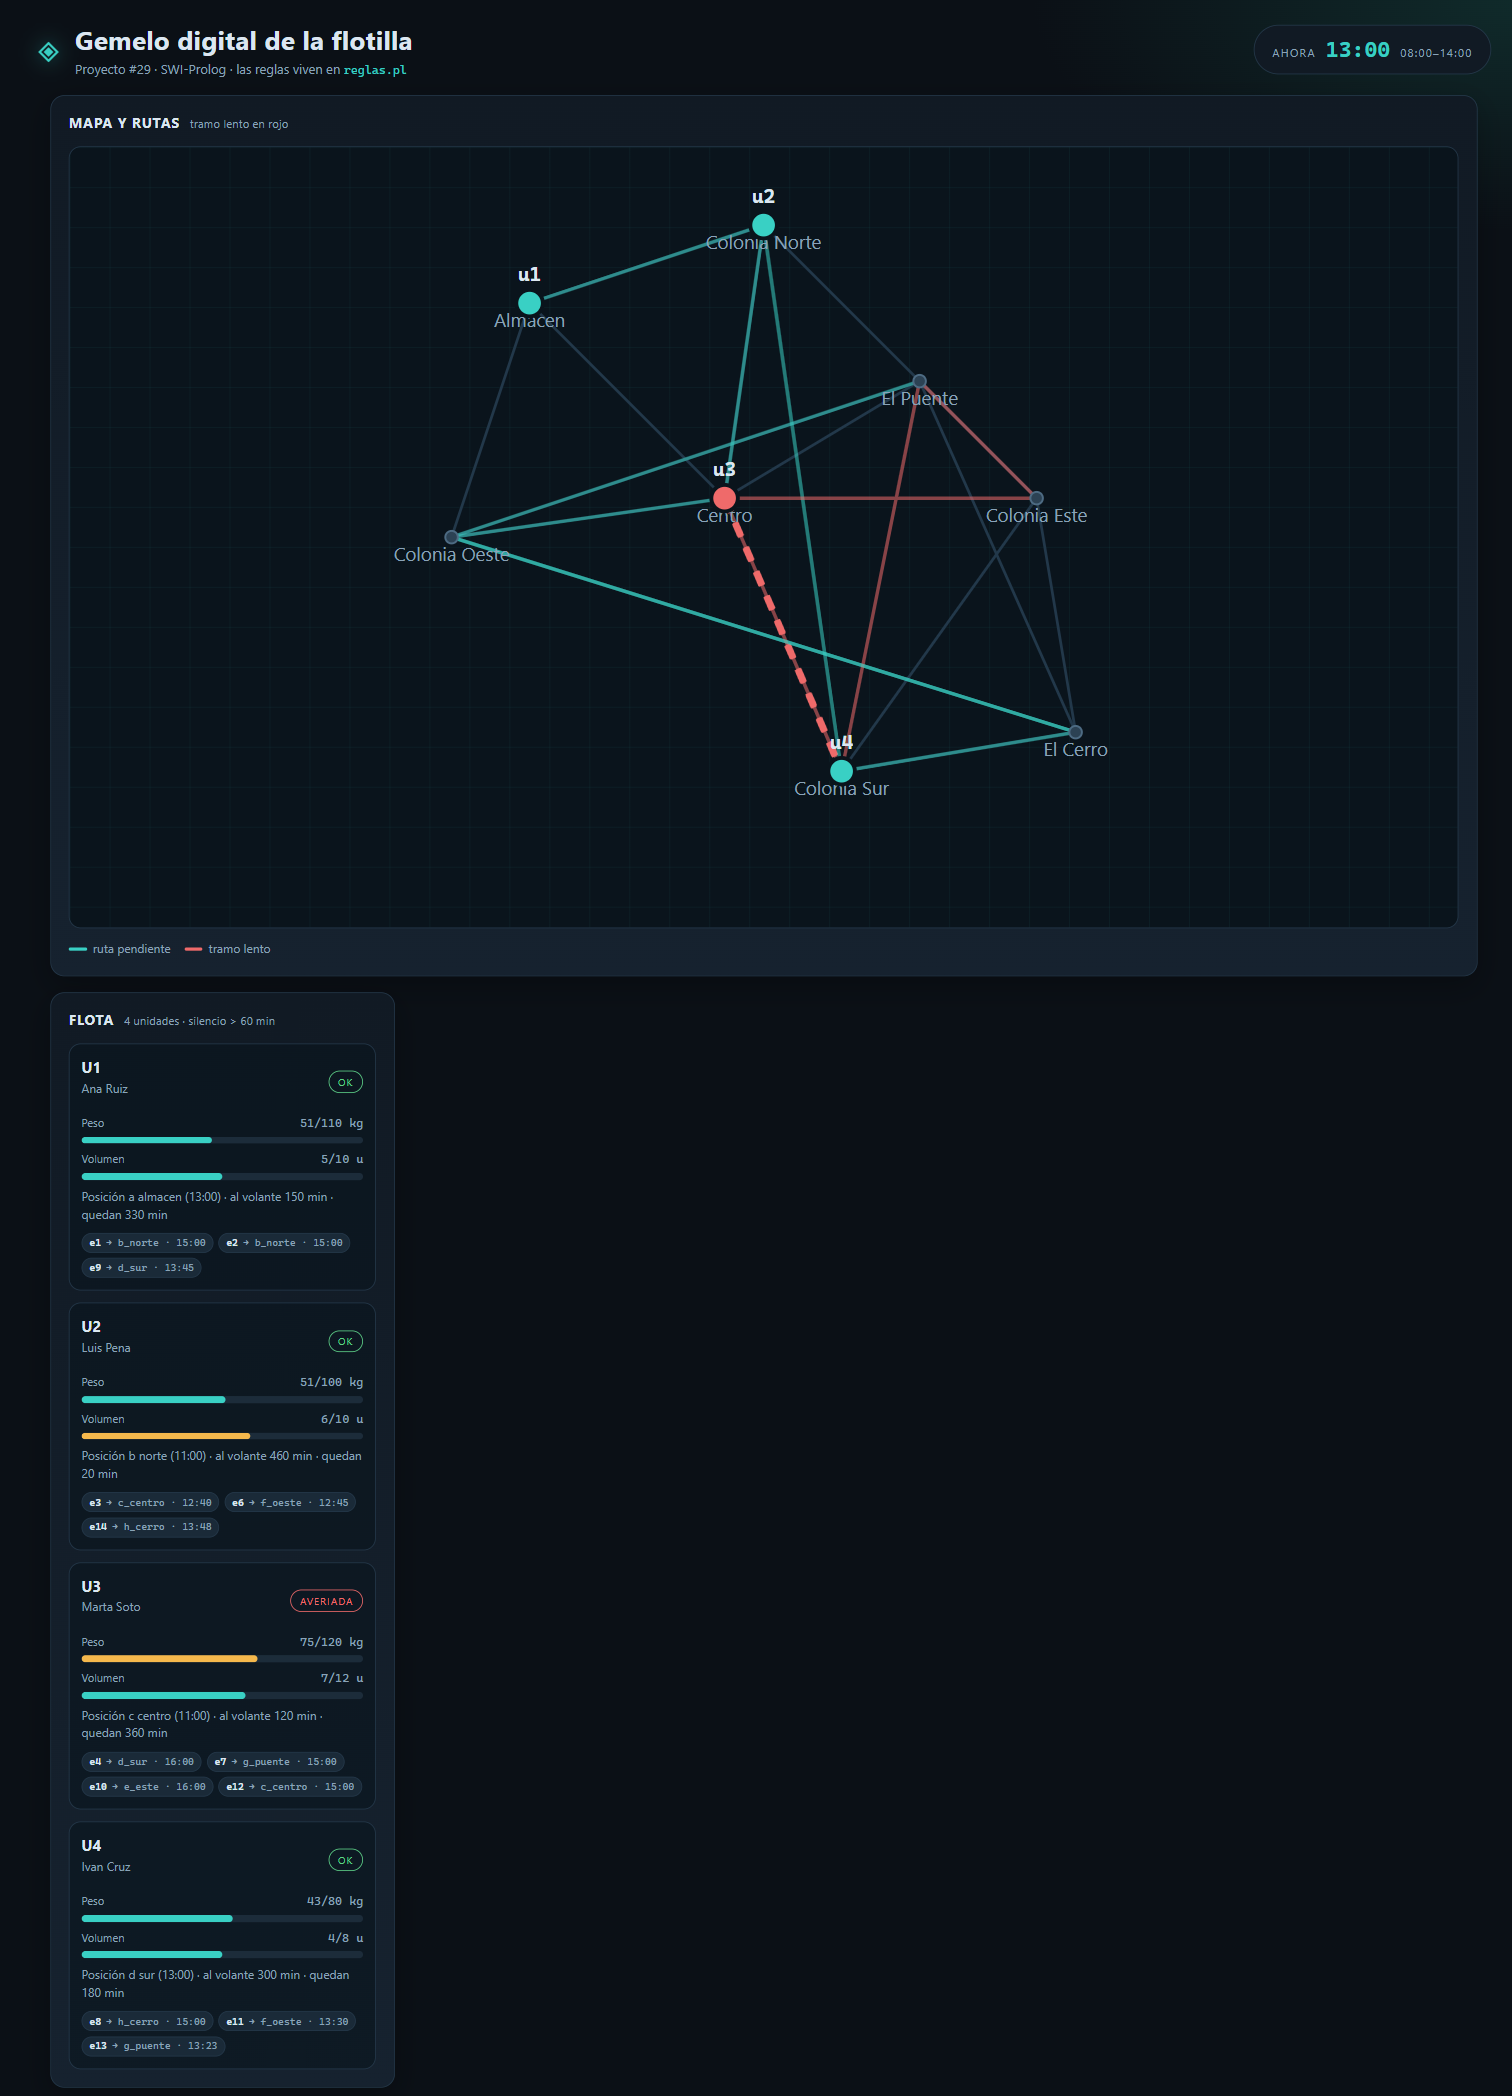 Gemelo digital de la flotilla
Proyecto #29 · SWI-Prolog · las reglas viven en reglas.pl
AHORA 13:00 08:00–14:00
MAPA Y RUTAS tramo lento en rojo
u2
Colonia Norte
u1
Almacen
El Puente
u3
Centro
Colonia Este
Colonia Oeste
u4
El Cerro
Colonia Sur
ruta pendiente tramo lento
FLOTA 4 unidades · silencio > 60 min
U1
Ana Ruiz
OK
Peso 51/110 kg
Volumen 5/10 u
Posición a almacen (13:00) · al volante 150 min ·
quedan 330 min
e1 → b_norte · 15:00 e2 → b_norte · 15:00
e9 → d_sur · 13:45
U2
Luis Pena
OK
Peso 51/100 kg
Volumen 6/10 u
Posición b norte (11:00) · al volante 460 min · quedan
20 min
e3 → c_centro · 12:40 e6 → f_oeste · 12:45
e14 → h_cerro · 13:48
U3
Marta Soto
AVERIADA
Peso 75/120 kg
Volumen 7/12 u
Posición c centro (11:00) · al volante 120 min ·
quedan 360 min
e4 → d_sur · 16:00 e7 → g_puente · 15:00
e10 → e_este · 16:00 e12 → c_centro · 15:00
U4
Ivan Cruz
OK
Peso 43/80 kg
Volumen 4/8 u
Posición d sur (13:00) · al volante 300 min · quedan
180 min
e8 → h_cerro · 15:00 e11 → f_oeste · 13:30
e13 → g_puente · 13:23